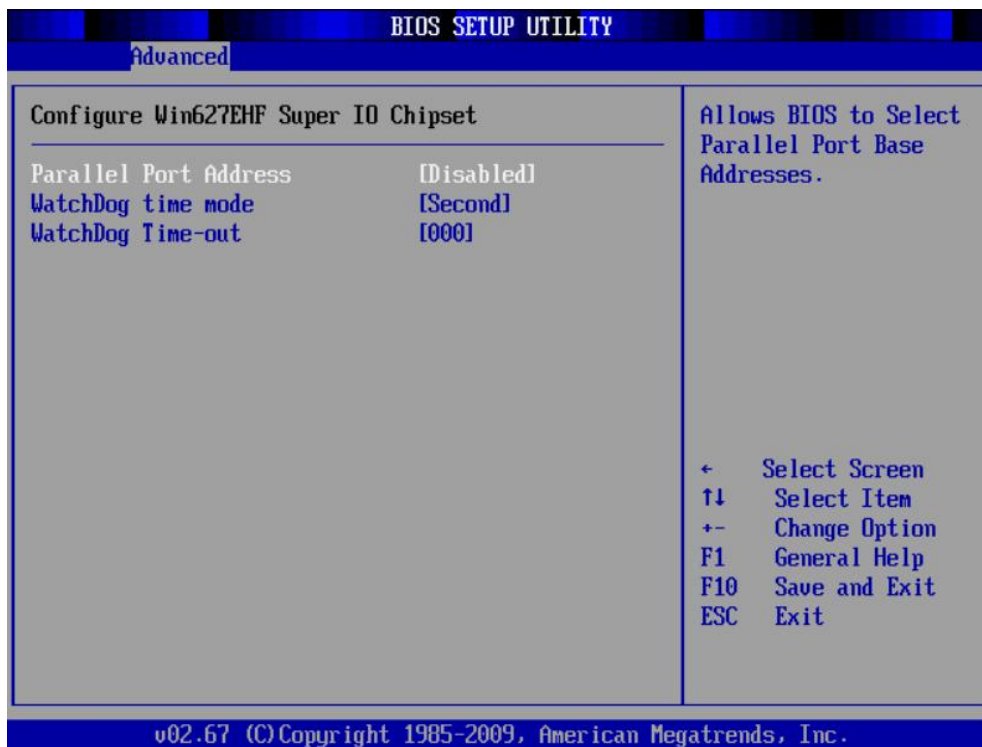 BIOS SETUP UTILITY
Advanced
Configure Win627EHF Super IO Chipset
Parallel Port Address [Disabled]
WatchDog time mode [Second]
WatchDog Time-out [000]
Allows BIOS to Select
Parallel Port Base
Addresses.
← Select Screen
↑↓ Select Item
+- Change Option
F1 General Help
F10 Save and Exit
ESC Exit
v02.67 (C)Copyright 1985-2009, American Megatrends, Inc.